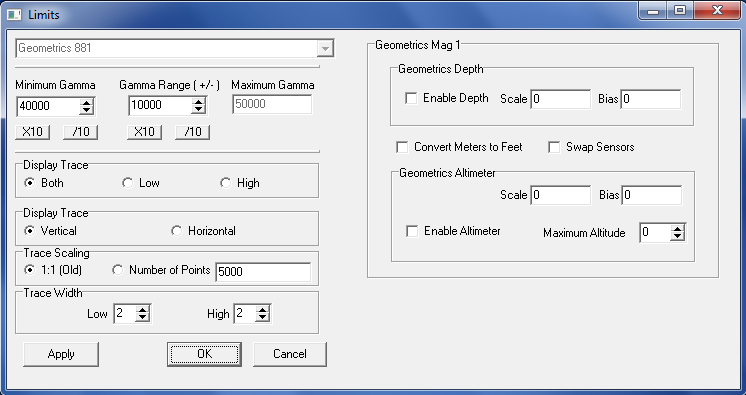 Limits
Geometrics 881
Minimum Gamma Gamma Range ( +/- ) Maximum Gamma
40000 10000 50000
X10 /10 X10 /10
Display Trace
Both Low High
Display Trace
Vertical Horizontal
Trace Scaling
1:1 (Old) Number of Points 5000
Trace Width
Low 2 High 2
Apply OK Cancel
Geometrics Mag 1
Geometrics Depth
Enable Depth Scale 0 Bias 0
Convert Meters to Feet Swap Sensors
Geometrics Altimeter
Scale 0 Bias 0
Enable Altimeter Maximum Altitude 0